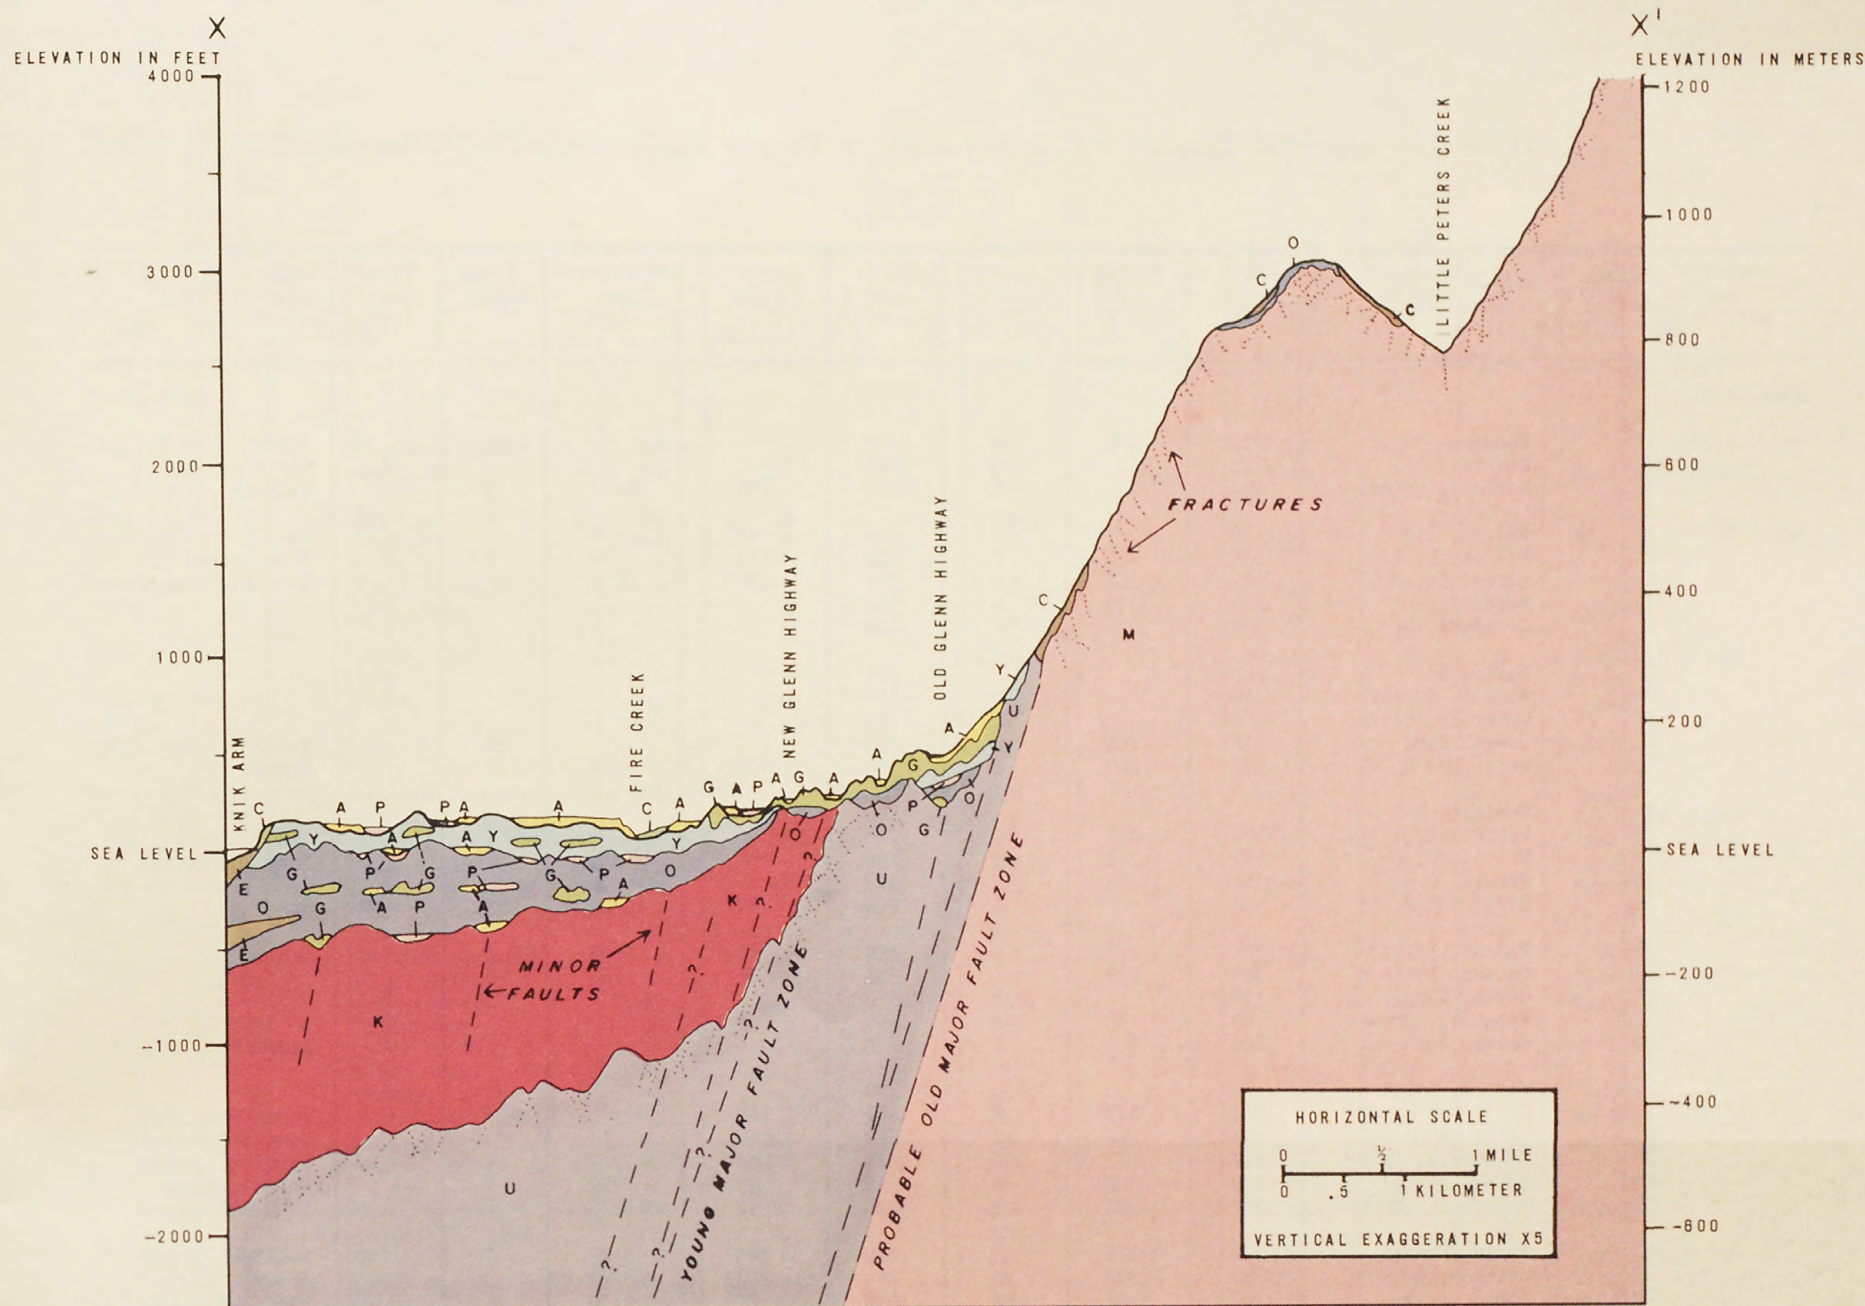 X
X'
ELEVATION IN FEET
ELEVATION IN METERS
4000
3000
2000
1000
SEA LEVEL
-1000
-2000
1200
1000
800
600
400
200
SEA LEVEL
-200
-400
-600
KNIK ARM
FIRE CREEK
NEW GLENN HIGHWAY
OLD GLENN HIGHWAY
LITTLE PETERS CREEK
O
C
C
FRACTURES
C
M
Y
U
A
Y
A
G
G A P A G A
P
O
O
G
U
C A P P A A C A
Y A A Y Y
O
G P G P G P A O
E
O G A P A
E
K
K
MINOR
FAULTS
? ? ? ? ? ? ?
U
YOUNG MAJOR FAULT ZONE
PROBABLE OLD MAJOR FAULT ZONE
HORIZONTAL SCALE
0 ½ 1 MILE
0 .5 1 KILOMETER
VERTICAL EXAGGERATION X5